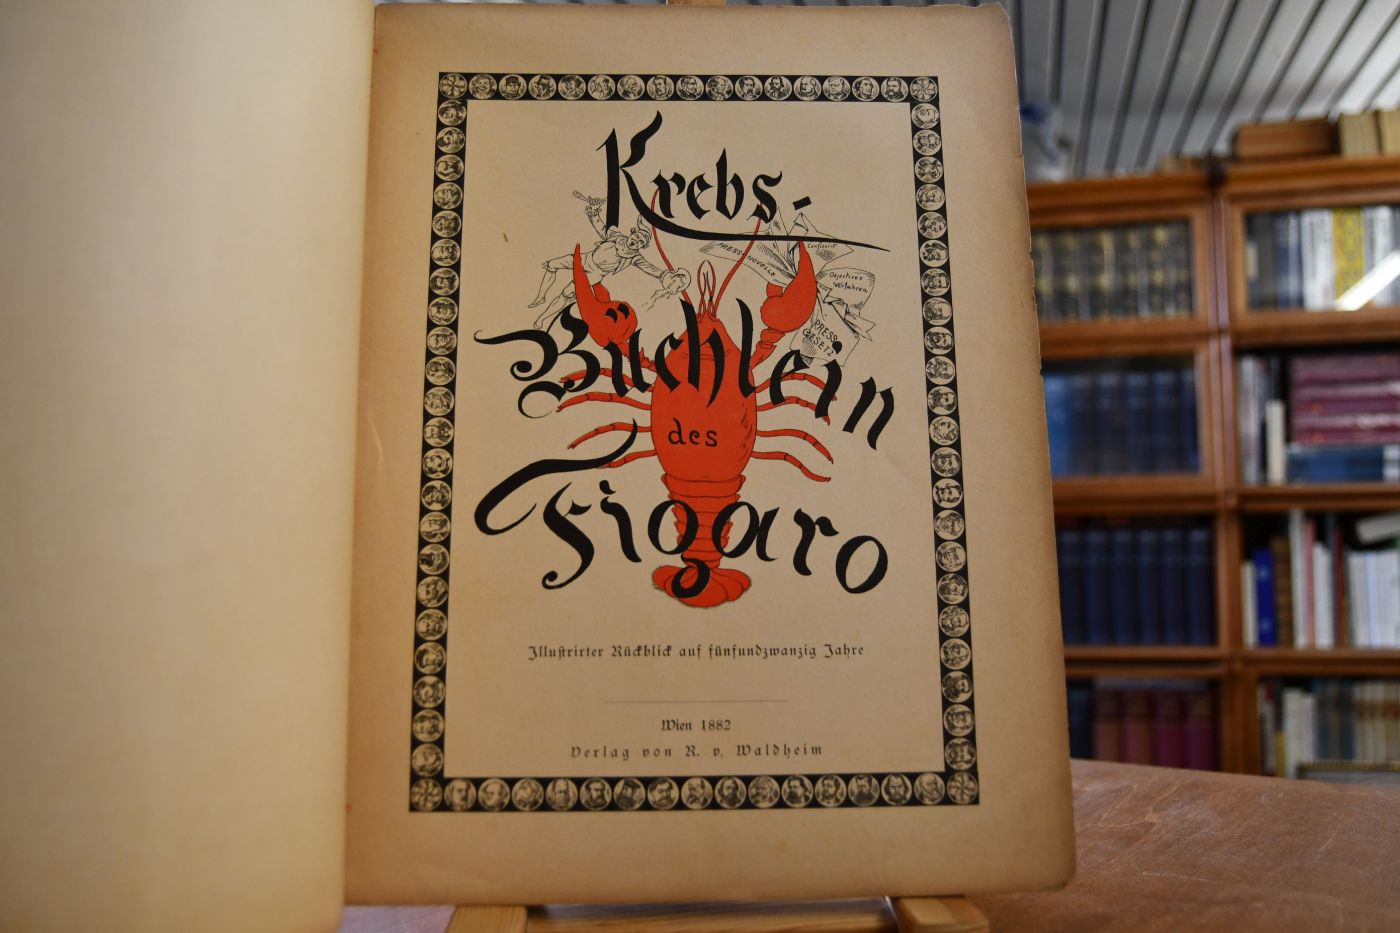 Krebs-
PRESS NOVELLE
Confiscirt
Objectives
Verfahren
PRESS
GESETZ
Büchlein
des
Figaro
Illustrirter Rückblick auf fünfundzwanzig Jahre
Wien 1882
Verlag von R. v. Waldheim